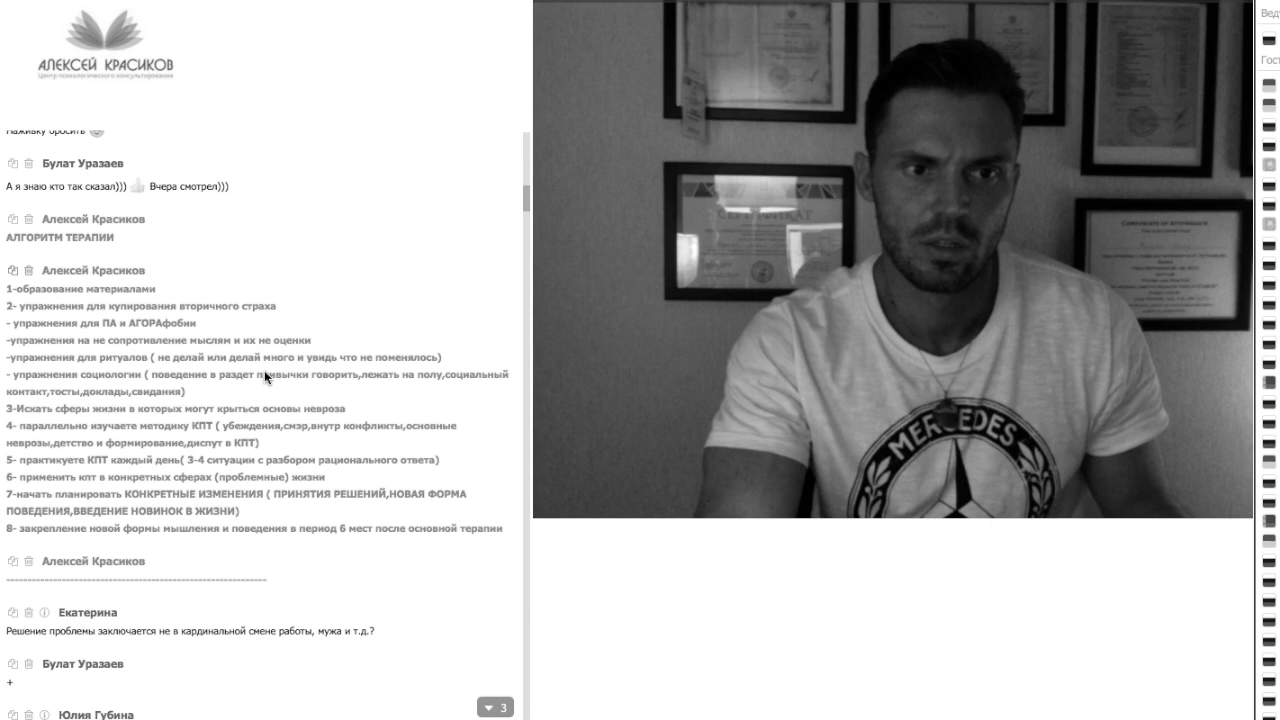 АЛЕКСЕЙ КРАСИКОВ
Центр психологического консультирования
Наживку бросить
Булат Уразаев
А я знаю кто так сказал))) Вчера смотрел)))
Алексей Красиков
АЛГОРИТМ ТЕРАПИИ
Алексей Красиков
1-образование материалами
2- упражнения для купирования вторичного страха
- упражнения для ПА и АГОРАфобии
-упражнения на не сопротивление мыслям и их не оценки
-упражнения для ритуалов ( не делай или делай много и увидь что не поменялось)
- упражнения социологии ( поведение в раздет привычки говорить,лежать на полу,социальный
контакт,тосты,доклады,свидания)
3-Искать сферы жизни в которых могут крыться основы невроза
4- параллельно изучаете методику КПТ ( убеждения,смэр,внутр конфликты,основные
неврозы,детство и формирование,диспут в КПТ)
5- практикуете КПТ каждый день( 3-4 ситуации с разбором рационального ответа)
6- применить кпт в конкретных сферах (проблемные) жизни
7-начать планировать КОНКРЕТНЫЕ ИЗМЕНЕНИЯ ( ПРИНЯТИЯ РЕШЕНИЙ,НОВАЯ ФОРМА
ПОВЕДЕНИЯ,ВВЕДЕНИЕ НОВИНОК В ЖИЗНИ)
8- закрепление новой формы мышления и поведения в период 6 мест после основной терапии
Алексей Красиков
-------------------------------------------------------------
Екатерина
Решение проблемы заключается не в кардинальной смене работы, мужа и т.д.?
Булат Уразаев
+
3
Юлия Губина
СЕРТИФИКАТ
MERCEDES
Вед
Гост